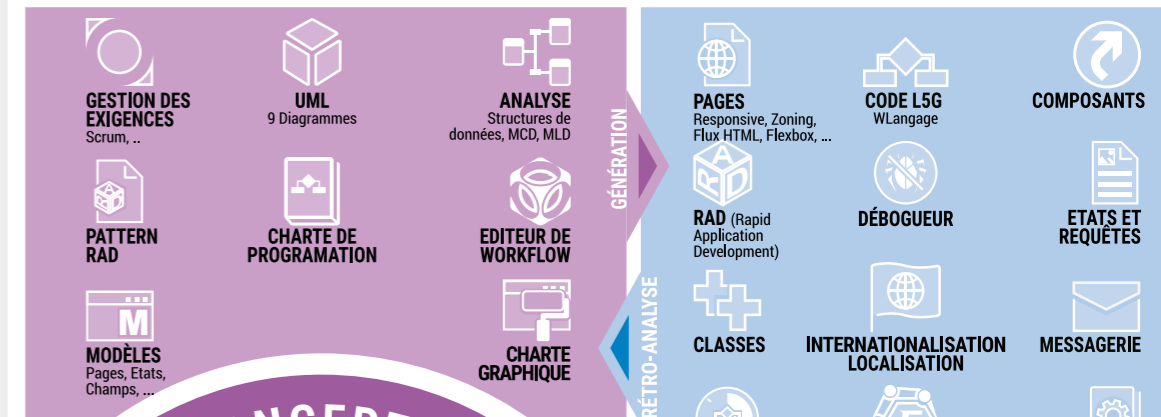 GESTION DES
EXIGENCES
Scrum, ..
UML
9 Diagrammes
ANALYSE
Structures de
données, MCD, MLD
PATTERN
RAD
CHARTE DE
PROGRAMATION
EDITEUR DE
WORKFLOW
M
MODÈLES
Pages, Etats,
Champs, ...
CHARTE
GRAPHIQUE
GÉNÉRATION
RÉTRO-ANALYSE
PAGES
Responsive, Zoning,
Flux HTML, Flexbox, ...
CODE L5G
WLangage
COMPOSANTS
RAD (Rapid
Application
Development)
DÉBOGUEUR
ETATS ET
REQUÊTES
CLASSES
INTERNATIONALISATION
LOCALISATION
MESSAGERIE